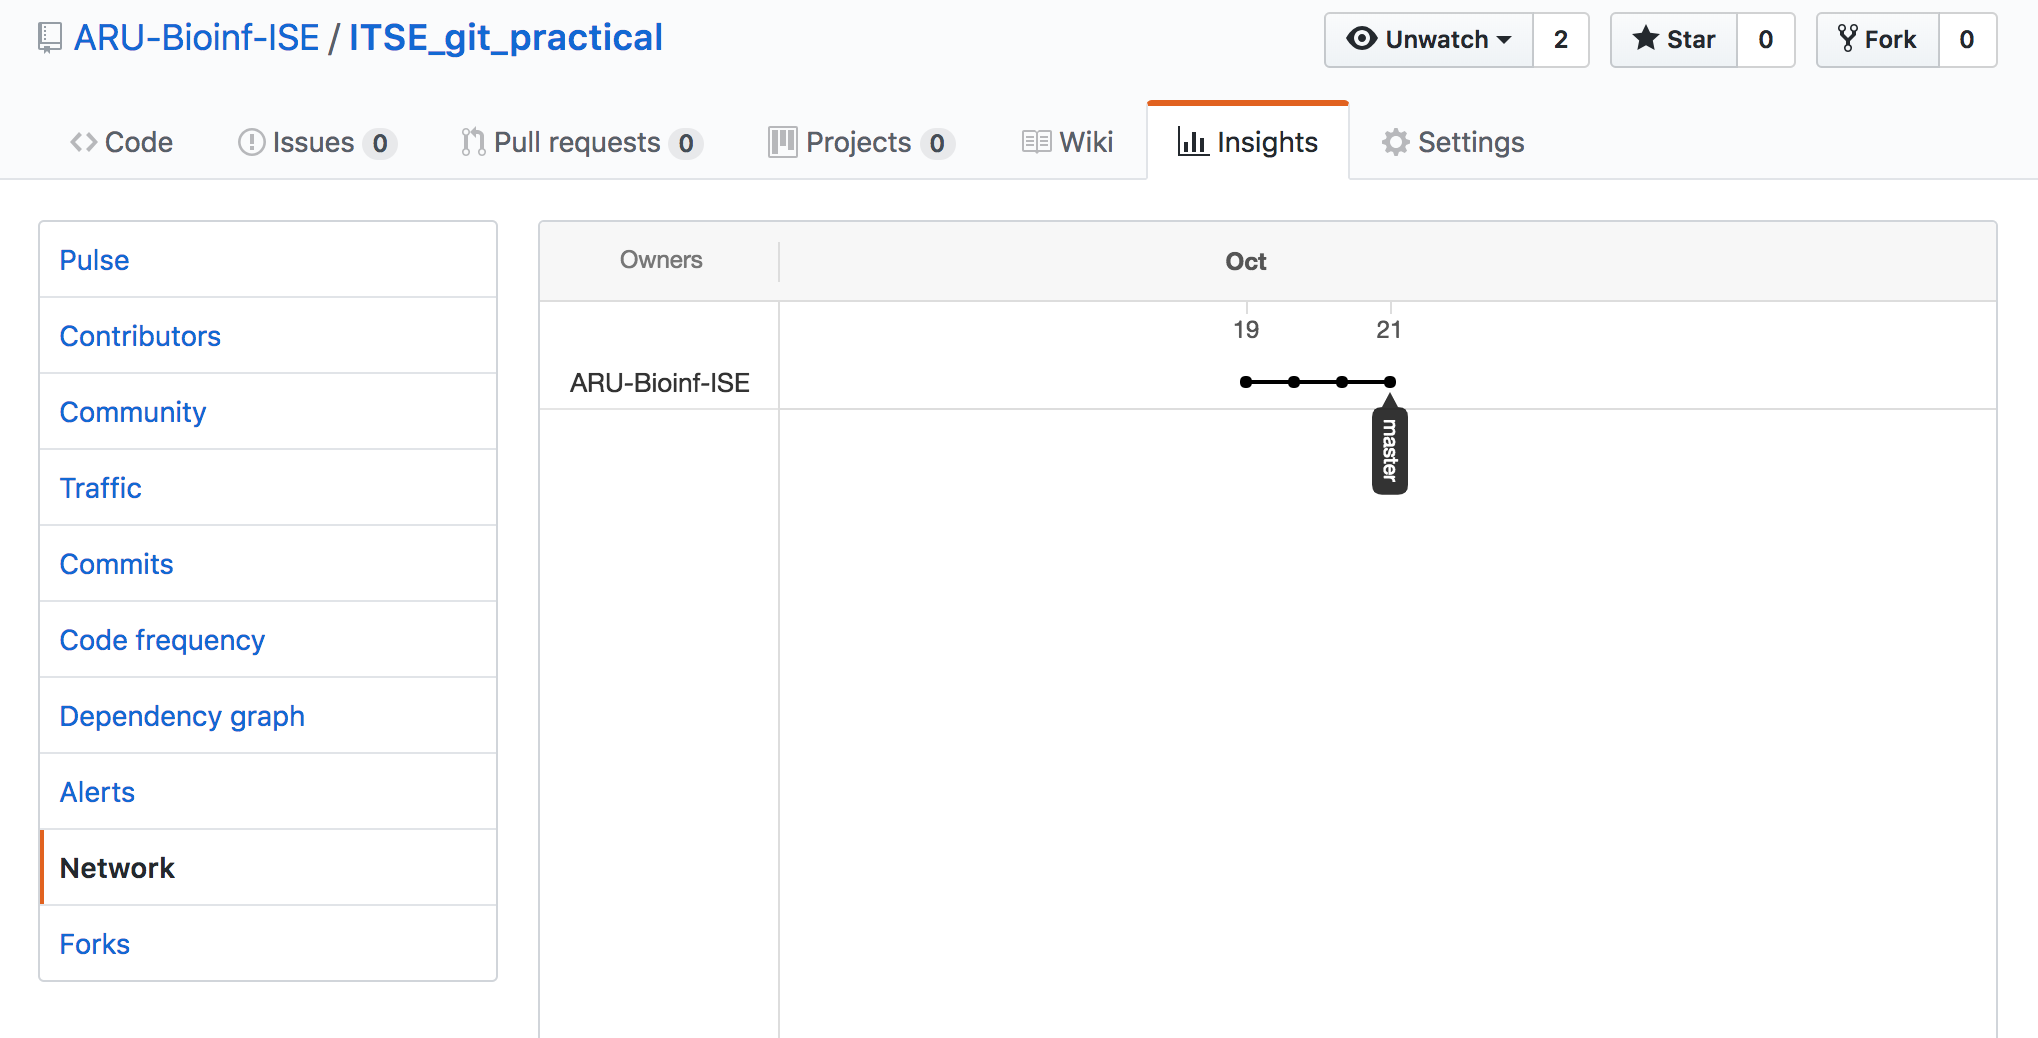 ARU-Bioinf-ISE / ITSE_git_practical
Unwatch 2 Star 0 Fork 0
Code Issues 0 Pull requests 0 Projects 0 Wiki Insights Settings
Pulse
Contributors
Community
Traffic
Commits
Code frequency
Dependency graph
Alerts
Network
Forks
Owners Oct
19 21
ARU-Bioinf-ISE
master